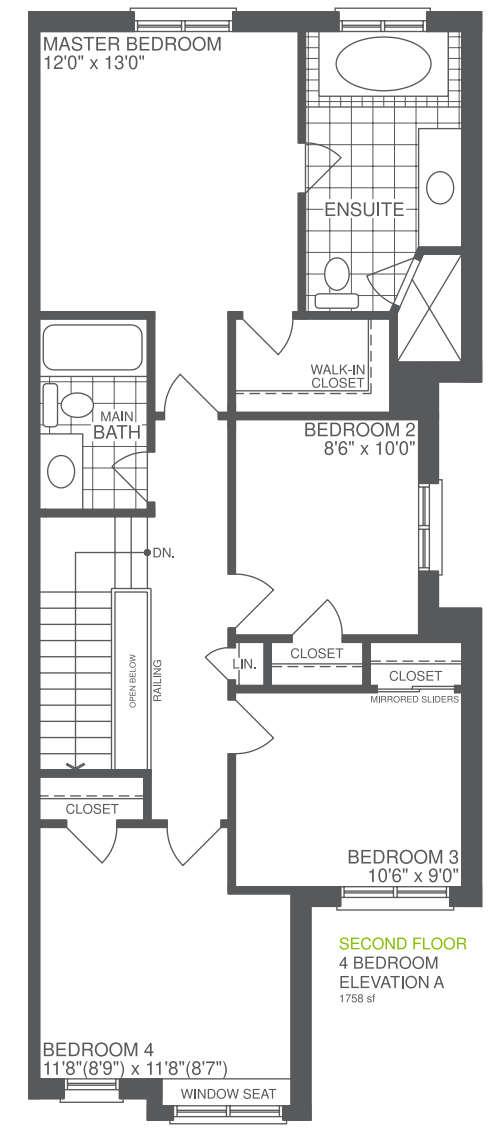 MASTER BEDROOM
12'0" x 13'0"
ENSUITE
WALK-IN
CLOSET
MAIN
BATH
BEDROOM 2
8'6" x 10'0"
DN.
OPEN BELOW
RAILING
LIN.
CLOSET
CLOSET
MIRRORED SLIDERS
CLOSET
BEDROOM 3
10'6" x 9'0"
SECOND FLOOR
4 BEDROOM
ELEVATION A
1758 sf
BEDROOM 4
11'8"(8'9") x 11'8"(8'7")
WINDOW SEAT